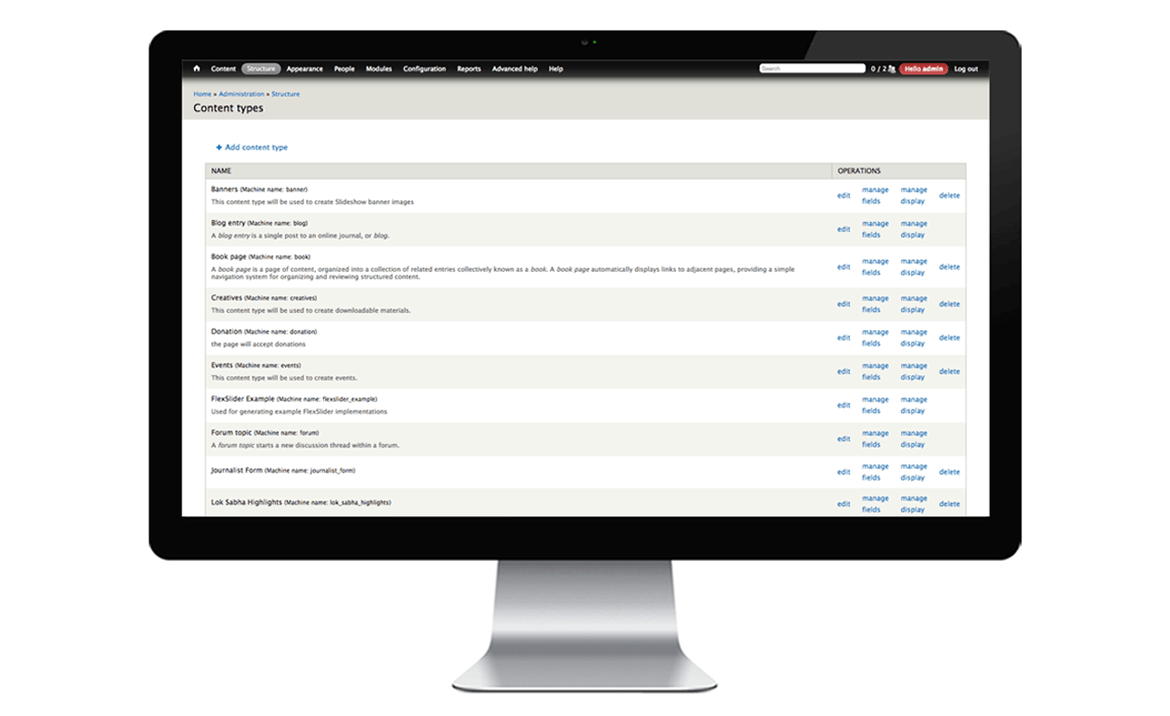 Content Structure Appearance People Modules Configuration Reports Advanced help Help Search 0 / 2 Hello admin Log out
Home » Administration » Structure
Content types
+ Add content type
NAME OPERATIONS
Banners (Machine name: banner)
This content type will be used to create Slideshow banner images
edit manage fields manage display delete
Blog entry (Machine name: blog)
A blog entry is a single post to an online journal, or blog.
edit manage fields manage display
Book page (Machine name: book)
A book page is a page of content, organized into a collection of related entries collectively known as a book. A book page automatically displays links to adjacent pages, providing a simple
navigation system for organizing and reviewing structured content.
edit manage fields manage display delete
Creatives (Machine name: creatives)
This content type will be used to create downloadable materials.
edit manage fields manage display delete
Donation (Machine name: donation)
the page will accept donations
edit manage fields manage display delete
Events (Machine name: events)
This content type will be used to create events.
edit manage fields manage display delete
FlexSlider Example (Machine name: flexslider_example)
Used for generating example FlexSlider implementations
edit manage fields manage display
Forum topic (Machine name: forum)
A forum topic starts a new discussion thread within a forum.
edit manage fields manage display
Journalist Form (Machine name: journalist_form)
edit manage fields manage display delete
Lok Sabha Highlights (Machine name: lok_sabha_highlights)
edit manage fields manage display delete